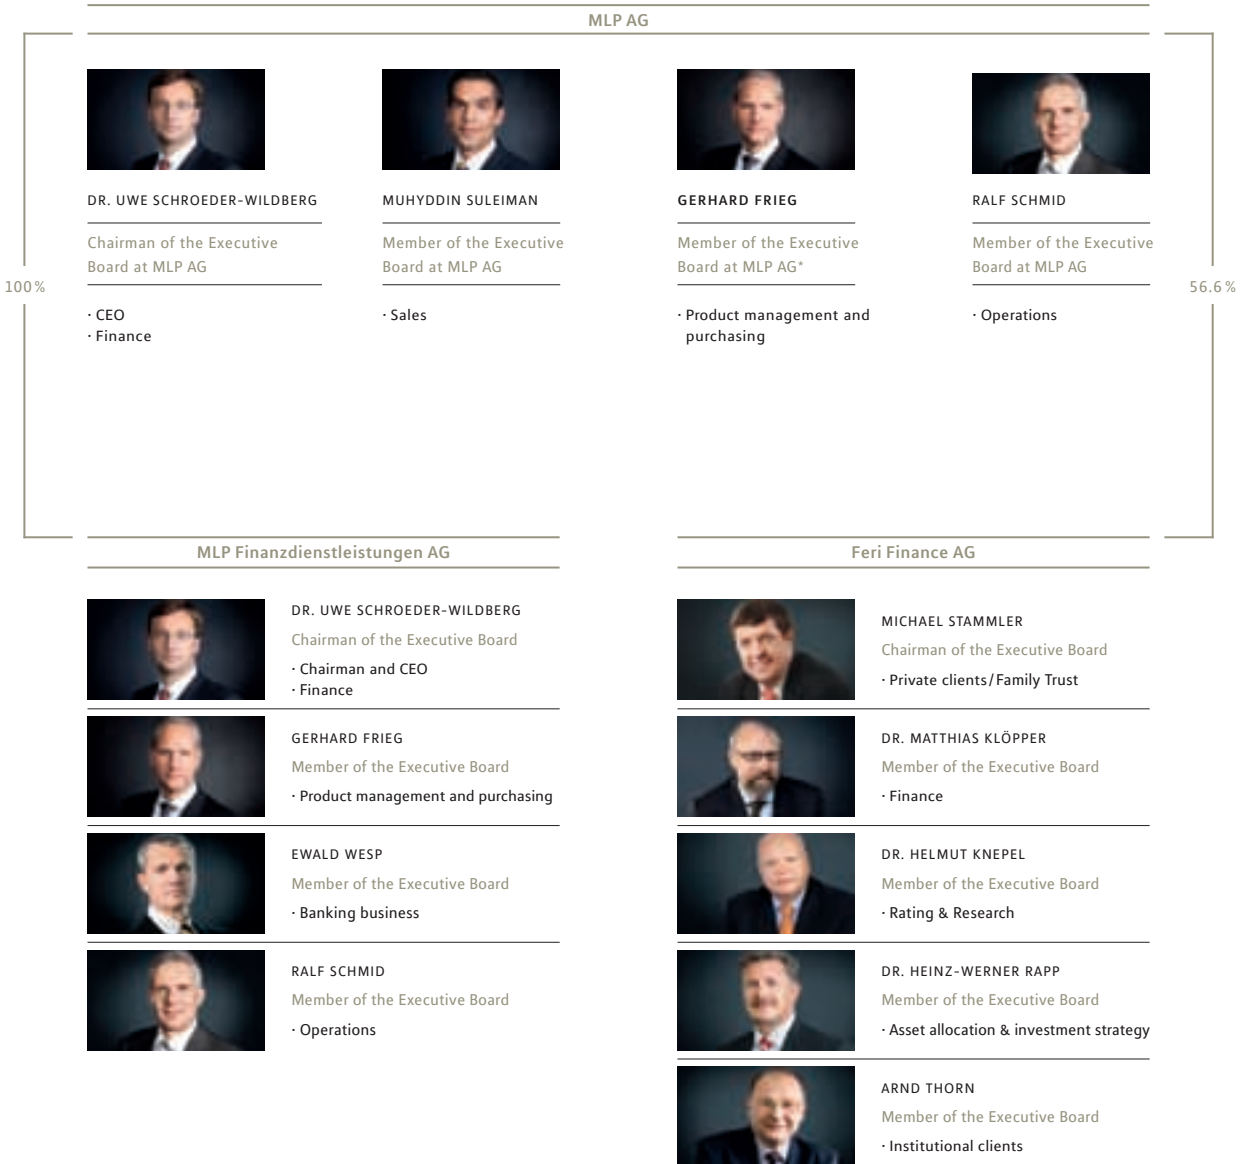 MLP AG
DR. UWE SCHROEDER-WILDBERG
Chairman of the Executive
Board at MLP AG
· CEO
· Finance
MUHYDDIN SULEIMAN
Member of the Executive
Board at MLP AG
· Sales
GERHARD FRIEG
Member of the Executive
Board at MLP AG*
· Product management and
purchasing
RALF SCHMID
Member of the Executive
Board at MLP AG
· Operations
100 %
56.6 %
MLP Finanzdienstleistungen AG
DR. UWE SCHROEDER-WILDBERG
Chairman of the Executive Board
· Chairman and CEO
· Finance
GERHARD FRIEG
Member of the Executive Board
· Product management and purchasing
EWALD WESP
Member of the Executive Board
· Banking business
RALF SCHMID
Member of the Executive Board
· Operations
Feri Finance AG
MICHAEL STAMMLER
Chairman of the Executive Board
· Private clients / Family Trust
DR. MATTHIAS KLÖPPER
Member of the Executive Board
· Finance
DR. HELMUT KNEPEL
Member of the Executive Board
· Rating & Research
DR. HEINZ-WERNER RAPP
Member of the Executive Board
· Asset allocation & investment strategy
ARND THORN
Member of the Executive Board
· Institutional clients